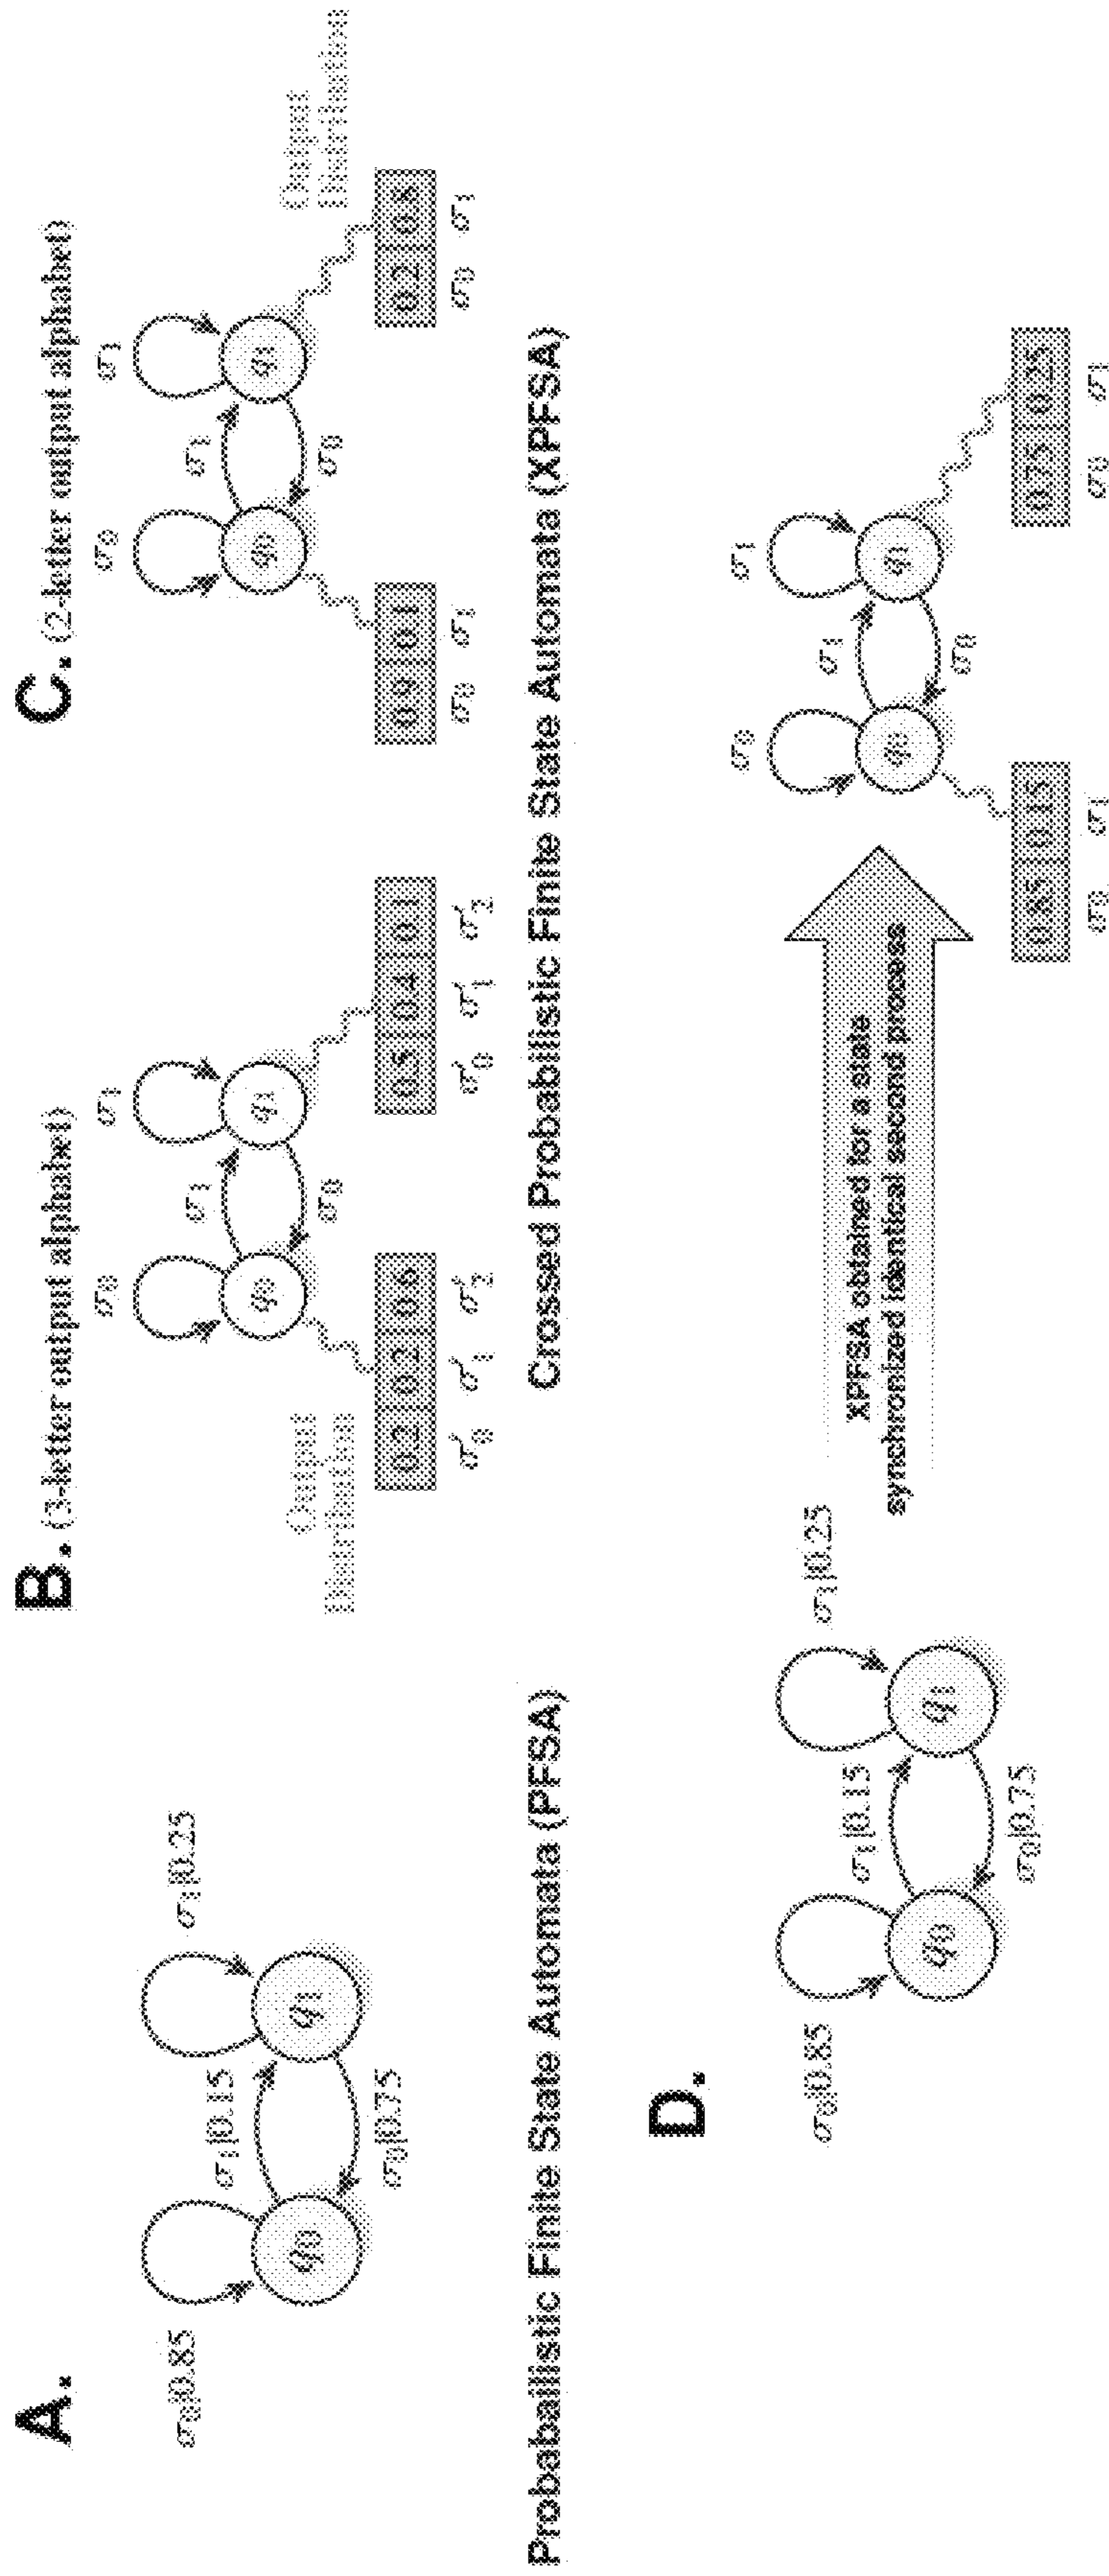 A.
σ₀|0.85
σ₁|0.15
σ₁|0.25
q₀
q₁
σ₀|0.75
Probabilistic Finite State Automata (PFSA)
B. (3-letter output alphabet)
σ₀
σ₁
σ₁
q₀
q₁
σ₀
Output
Distribution
0.2 0.2 0.6
σ′₀ σ′₁ σ′₂
0.5 0.4 0.1
σ′₀ σ′₁ σ′₂
C. (2-letter output alphabet)
σ₀
σ₁
σ₁
q₀
q₁
σ₀
Output
Distribution
0.9 0.1
σ₀ σ₁
0.2 0.8
σ₀ σ₁
Crossed Probabilistic Finite State Automata (XPFSA)
D.
σ₀|0.85
σ₁|0.15
σ₁|0.25
q₀
q₁
σ₀|0.75
XPFSA obtained for a state
synchronized identical second process
σ₀
σ₁
σ₁
q₀
q₁
σ₀
0.85 0.15
σ₀ σ₁
0.75 0.25
σ₀ σ₁